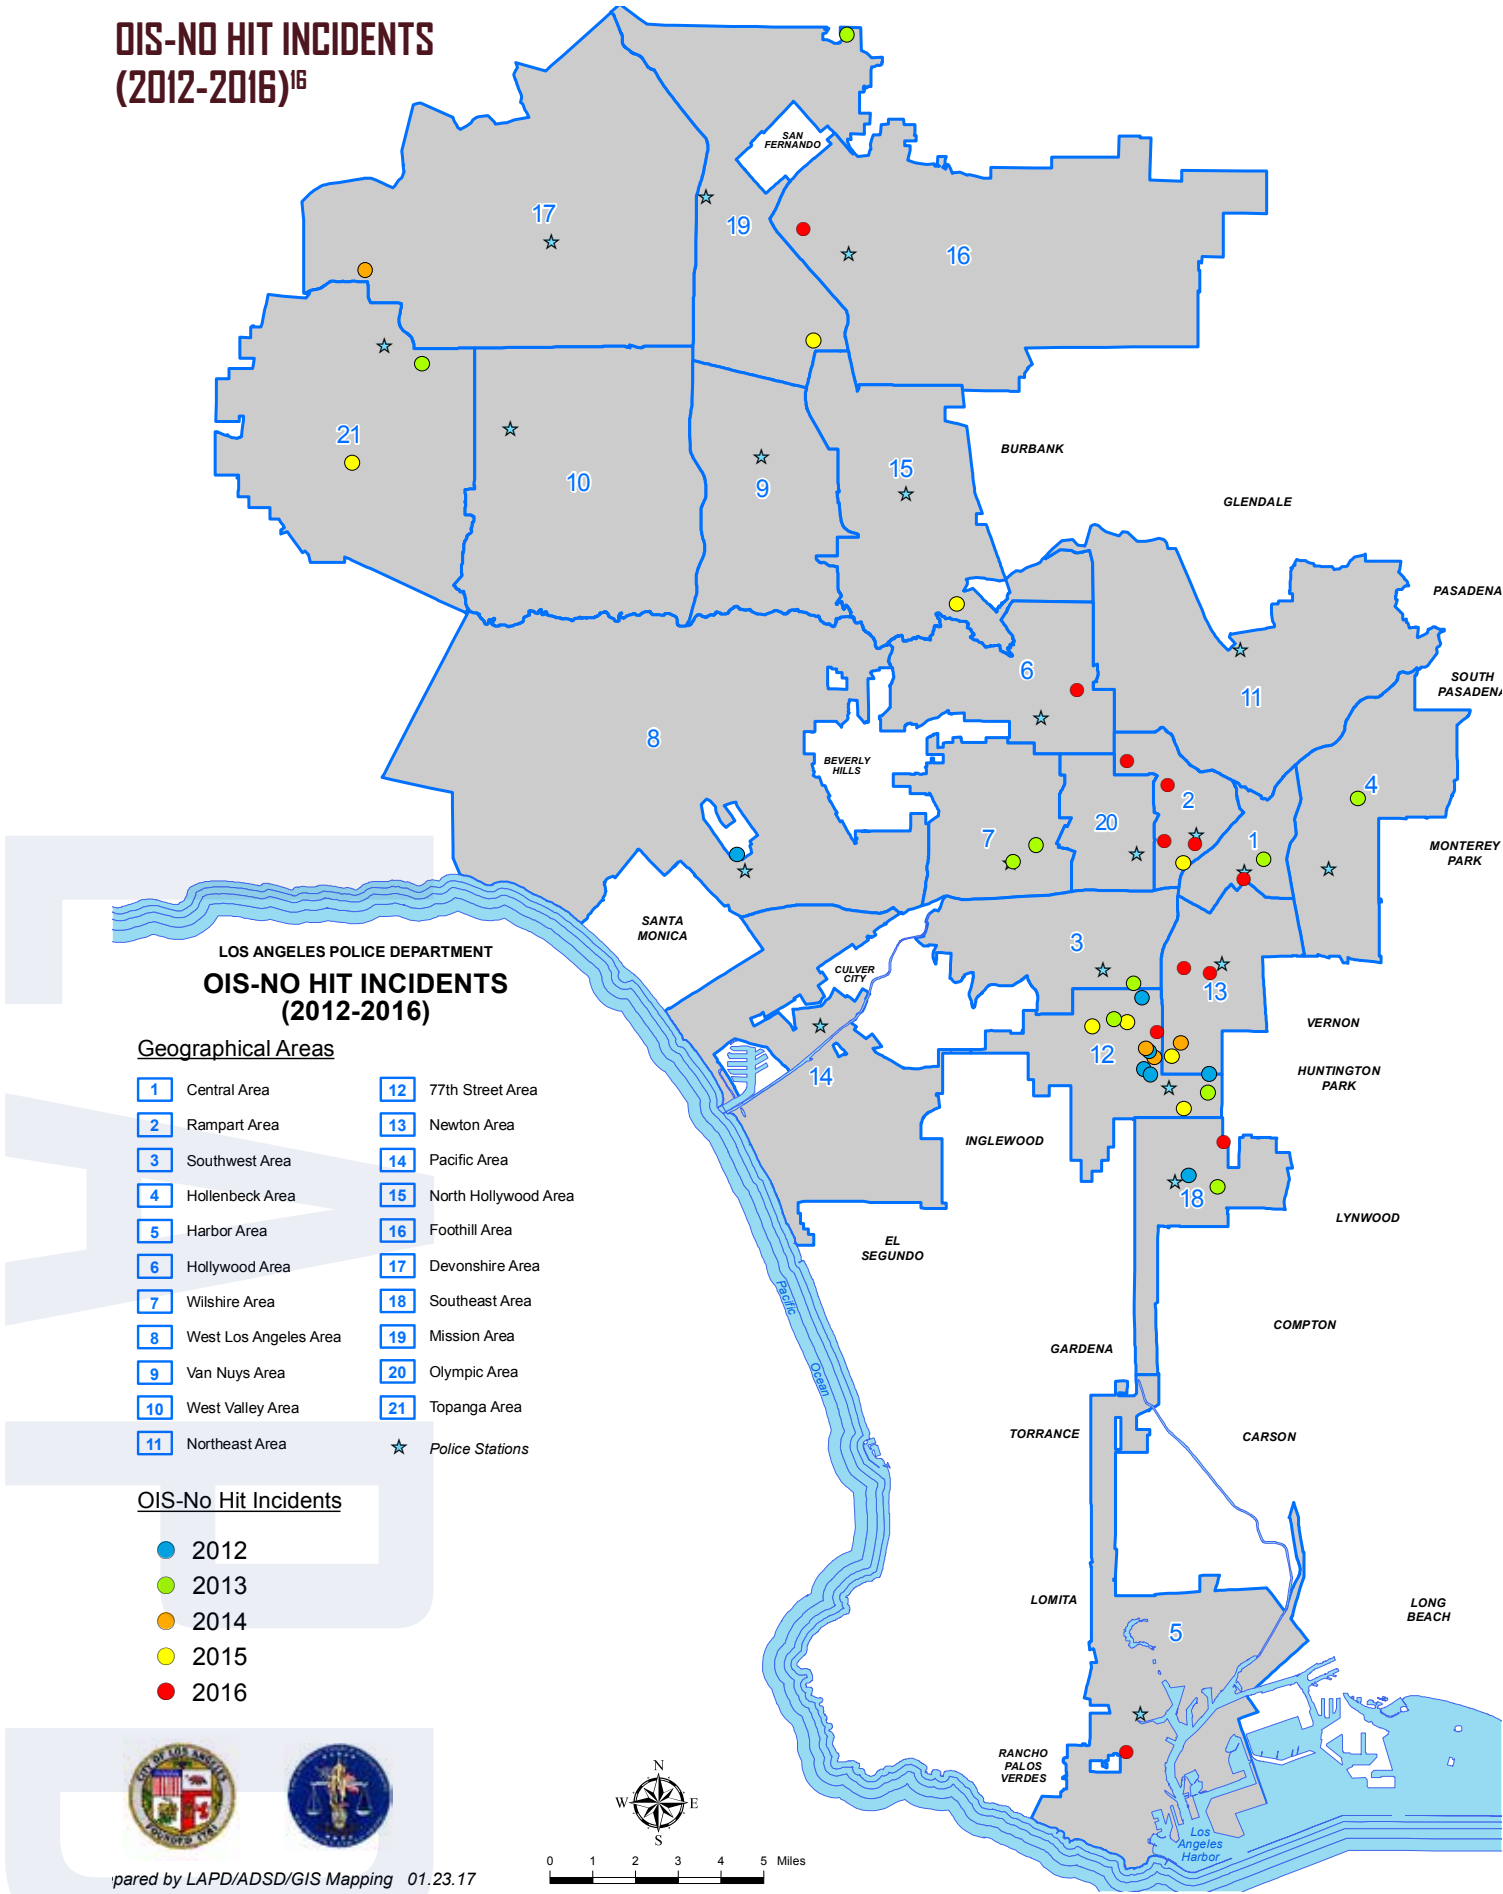 OIS-NO HIT INCIDENTS
(2012-2016)16
SAN
FERNANDO
17
19
16
21
10
9
15
BURBANK
GLENDALE
PASADENA
6
11
SOUTH
PASADENA
8
BEVERLY
HILLS
4
2
20
7
1
MONTEREY
PARK
SANTA
MONICA
3
CULVER
CITY
13
VERNON
12
14
HUNTINGTON
PARK
INGLEWOOD
18
LYNWOOD
EL
SEGUNDO
Pacific
Ocean
COMPTON
GARDENA
TORRANCE
CARSON
LOMITA
LONG
BEACH
5
RANCHO
PALOS
VERDES
Los
Angeles
Harbor
LOS ANGELES POLICE DEPARTMENT
OIS-NO HIT INCIDENTS
(2012-2016)
Geographical Areas
1 Central Area
2 Rampart Area
3 Southwest Area
4 Hollenbeck Area
5 Harbor Area
6 Hollywood Area
7 Wilshire Area
8 West Los Angeles Area
9 Van Nuys Area
10 West Valley Area
11 Northeast Area
12 77th Street Area
13 Newton Area
14 Pacific Area
15 North Hollywood Area
16 Foothill Area
17 Devonshire Area
18 Southeast Area
19 Mission Area
20 Olympic Area
21 Topanga Area
Police Stations
OIS-No Hit Incidents
2012
2013
2014
2015
2016
CITY OF LOS ANGELES
FOUNDED 1781
N
W E
S
0 1 2 3 4 5 Miles
pared by LAPD/ADSD/GIS Mapping 01.23.17